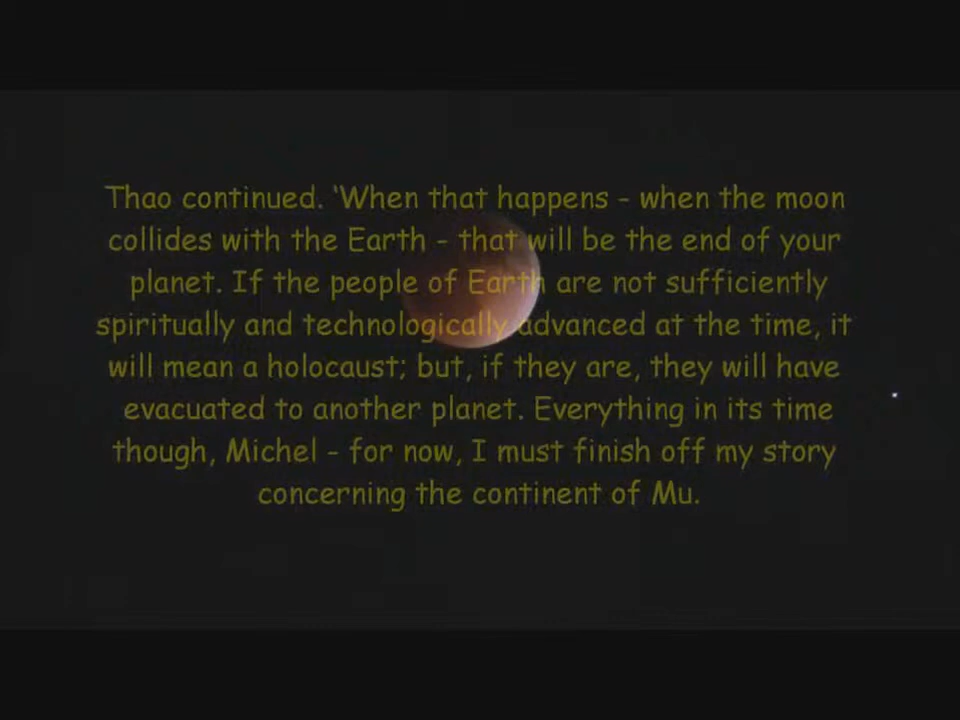 Thao continued. 'When that happens - when the moon
collides with the Earth - that will be the end of your
planet. If the people of Earth are not sufficiently
spiritually and technologically advanced at the time, it
will mean a holocaust; but, if they are, they will have
evacuated to another planet. Everything in its time
though, Michel - for now, I must finish off my story
concerning the continent of Mu.